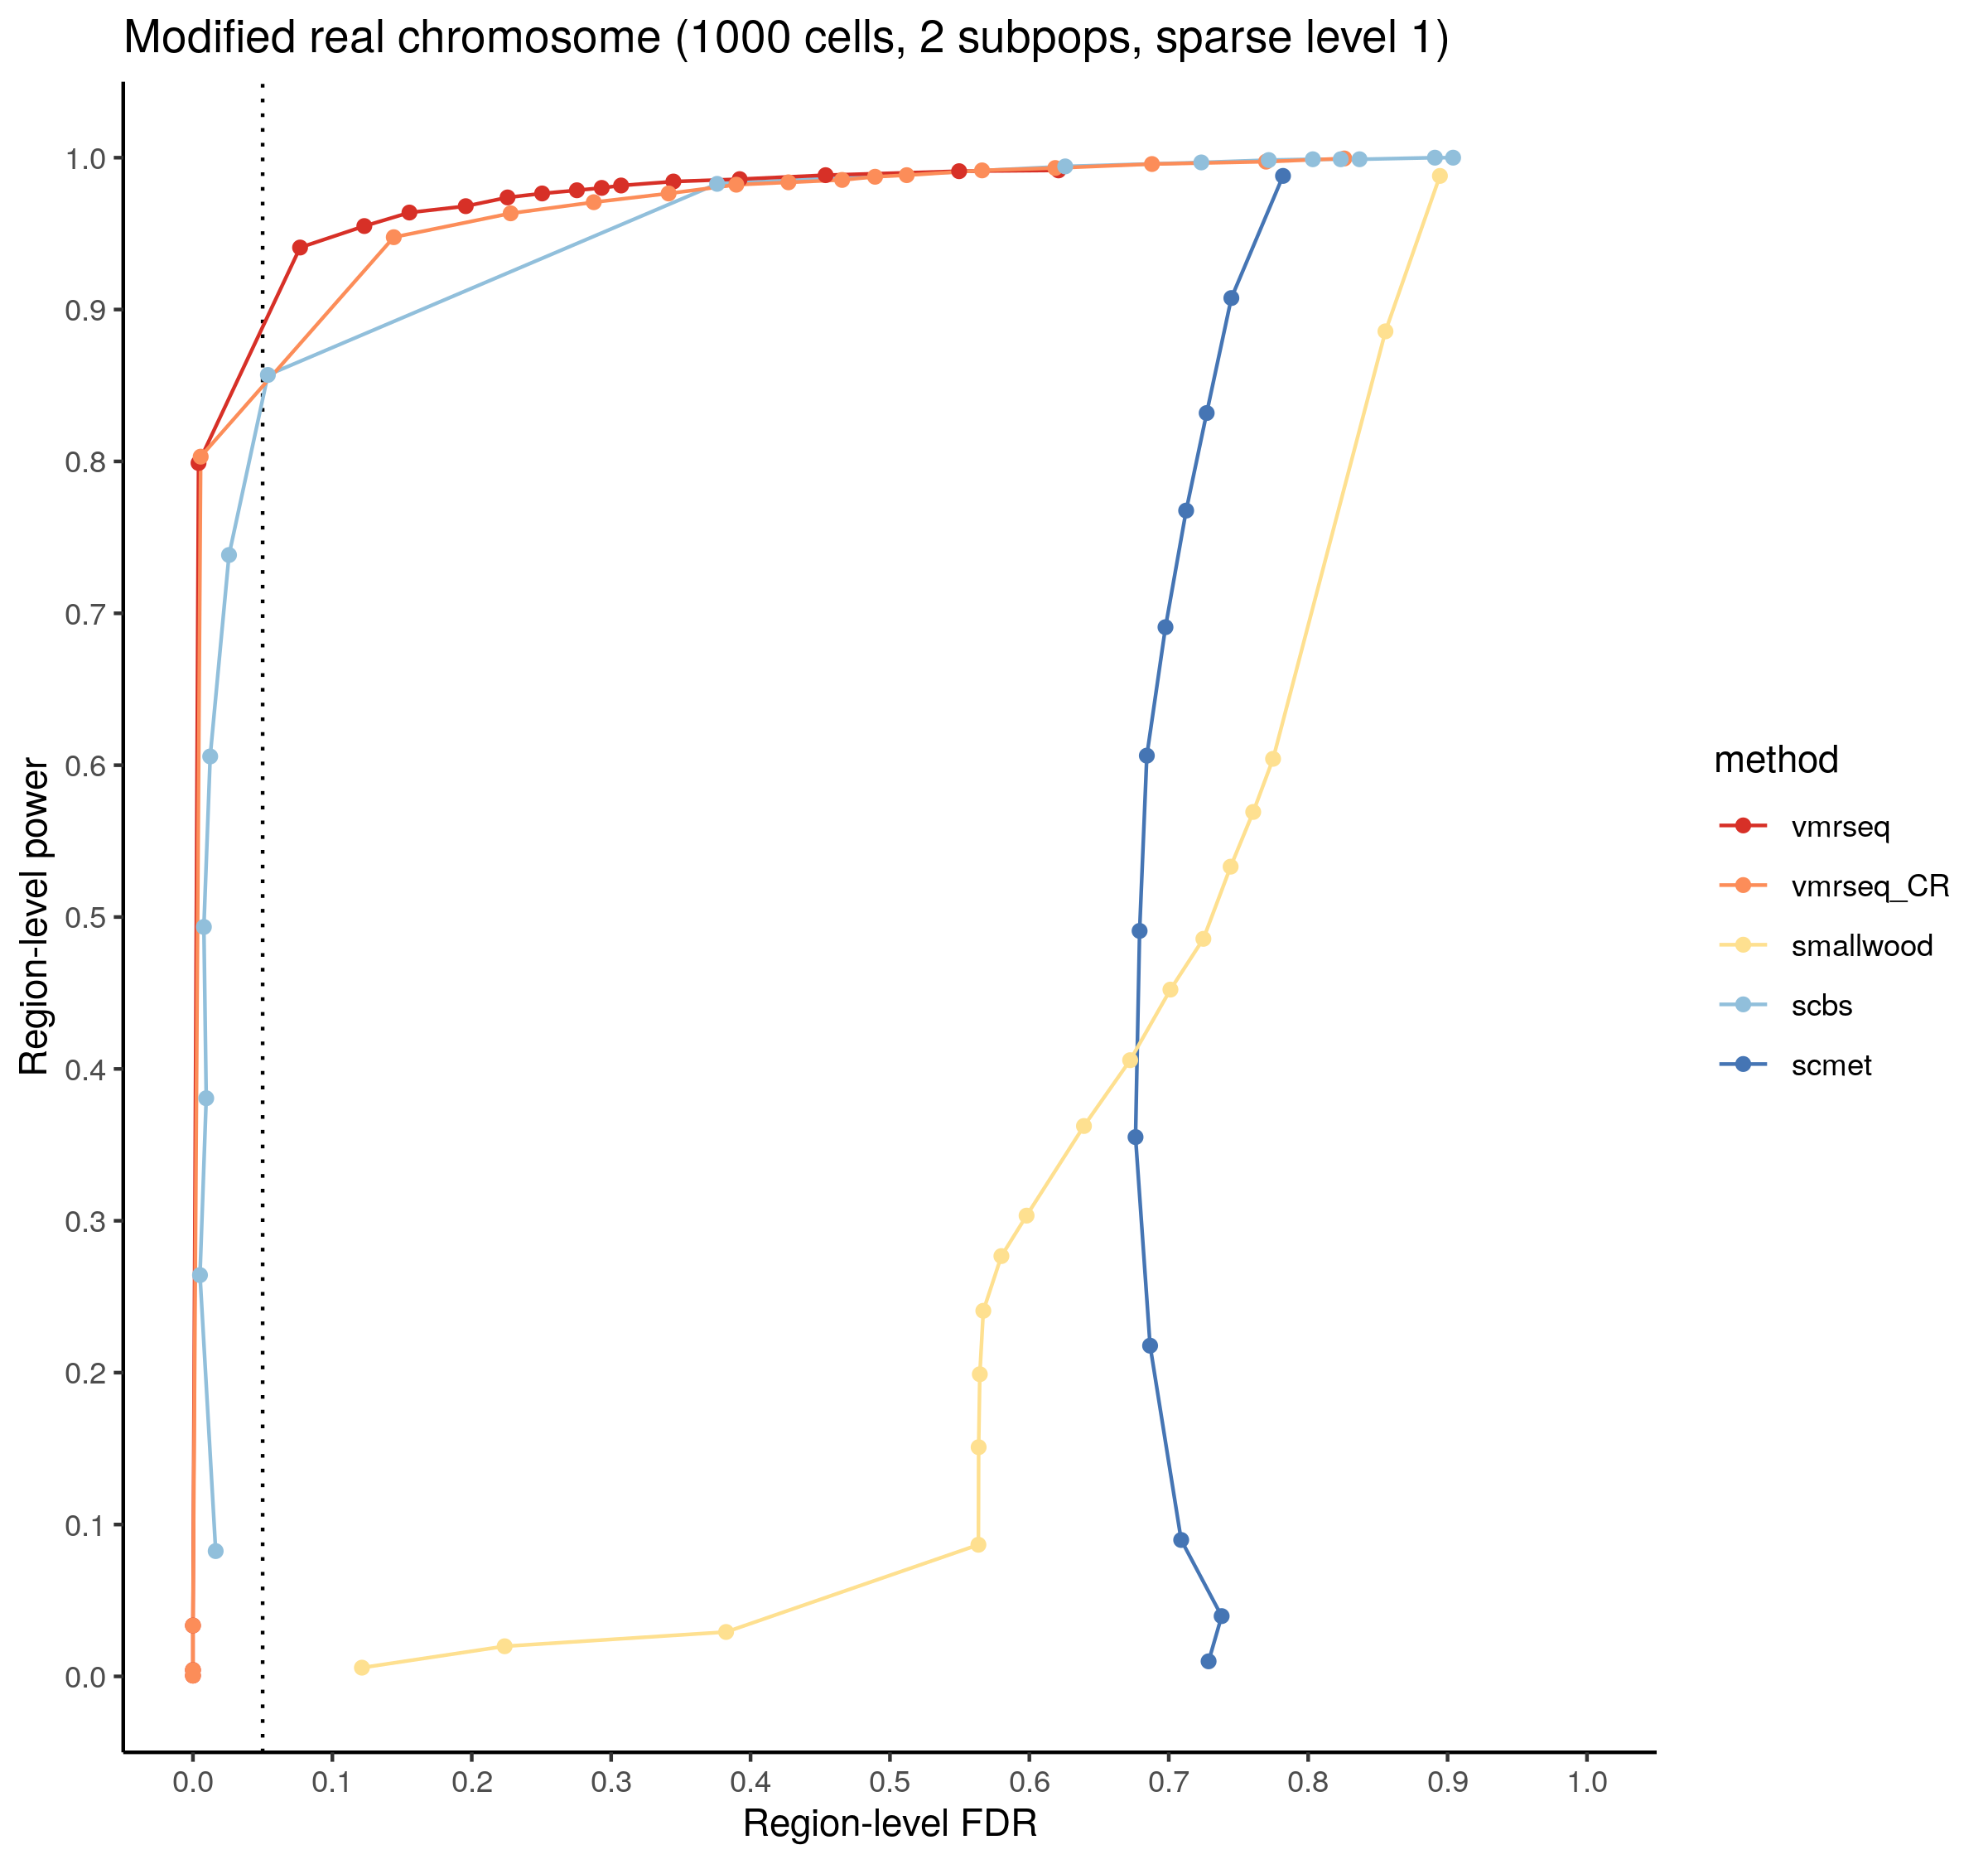 Modified real chromosome (1000 cells, 2 subpops, sparse level 1)
Region-level power
1.0
0.9
0.8
0.7
0.6
0.5
0.4
0.3
0.2
0.1
0.0
0.0 0.1 0.2 0.3 0.4 0.5 0.6 0.7 0.8 0.9 1.0
Region-level FDR
method
vmrseq
vmrseq_CR
smallwood
scbs
scmet